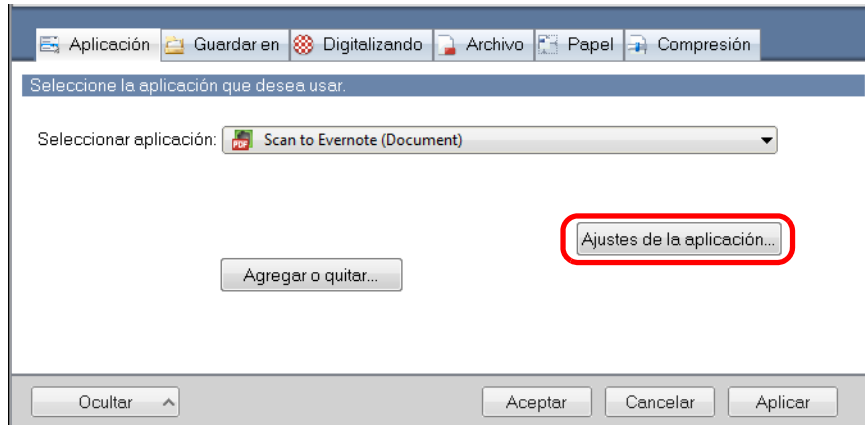 Aplicación Guardar en Digitalizando Archivo Papel Compresión
Seleccione la aplicación que desea usar.
Seleccionar aplicación: PDF Scan to Evernote (Document)
Ajustes de la aplicación...
Agregar o quitar...
Ocultar Aceptar Cancelar Aplicar